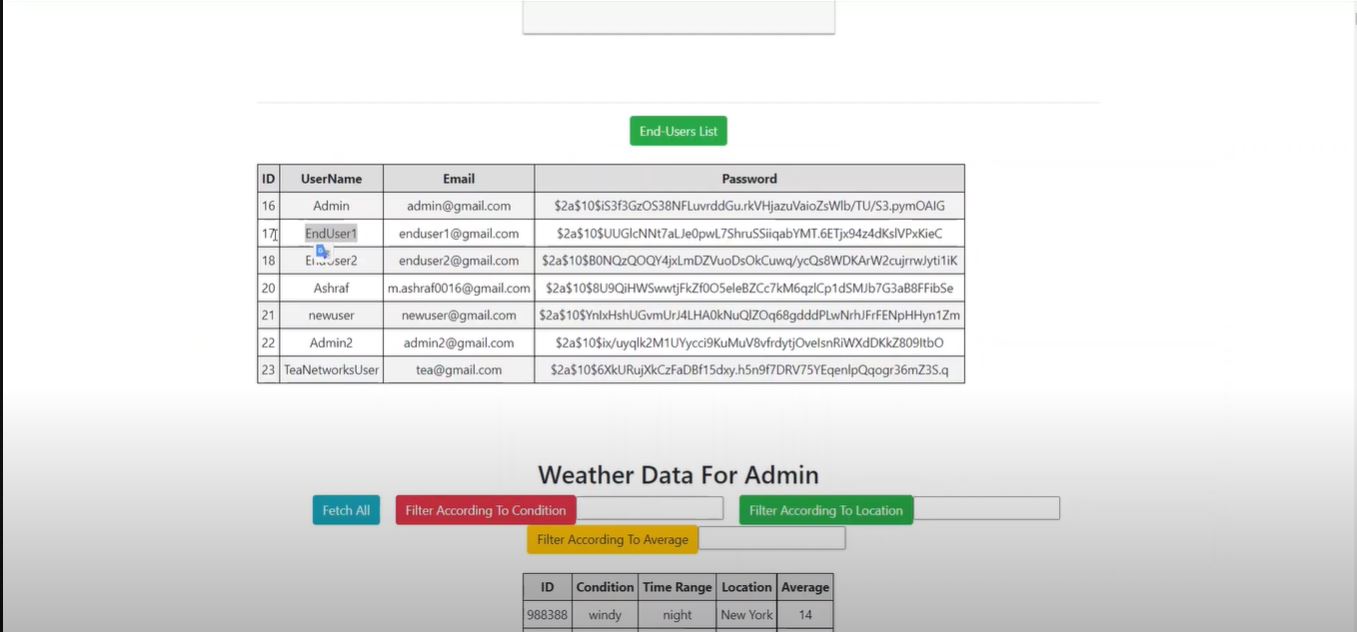 End-Users List
ID UserName Email Password
16 Admin admin@gmail.com $2a$10$iS3f3GzOS38NFLuvrddGu.rkVHjazuVaioZsWlb/TU/S3.pymOAIG
17 EndUser1 enduser1@gmail.com $2a$10$UUGlcNNt7aLJe0pwL7ShruSSiiqabYMT.6ETjx94z4dKslVPxKieC
18 EndUser2 enduser2@gmail.com $2a$10$B0NQzQOQY4jxLmDZVuoDsOkCuwq/ycQs8WDKArW2cujrrwJyti1iK
20 Ashraf m.ashraf0016@gmail.com $2a$10$8U9QiHWSwwtjFkZf0O5eleBZCc7kM6qzlCp1dSMJb7G3aB8FFibSe
21 newuser newuser@gmail.com $2a$10$YnlxHshUGvmUrJ4LHA0kNuQlZOq68gdddPLwNrhJFrFENpHHyn1Zm
22 Admin2 admin2@gmail.com $2a$10$ix/uyqlk2M1UYycci9KuMuV8vfrdytjOvelsnRiWXdDKkZ809ItbO
23 TeaNetworksUser tea@gmail.com $2a$10$6XkURujXkCzFaDBf15dxy.h5n9f7DRV75YEqenlpQqogr36mZ3S.q
Weather Data For Admin
Fetch All Filter According To Condition Filter According To Location
Filter According To Average
ID Condition Time Range Location Average
988388 windy night New York 14